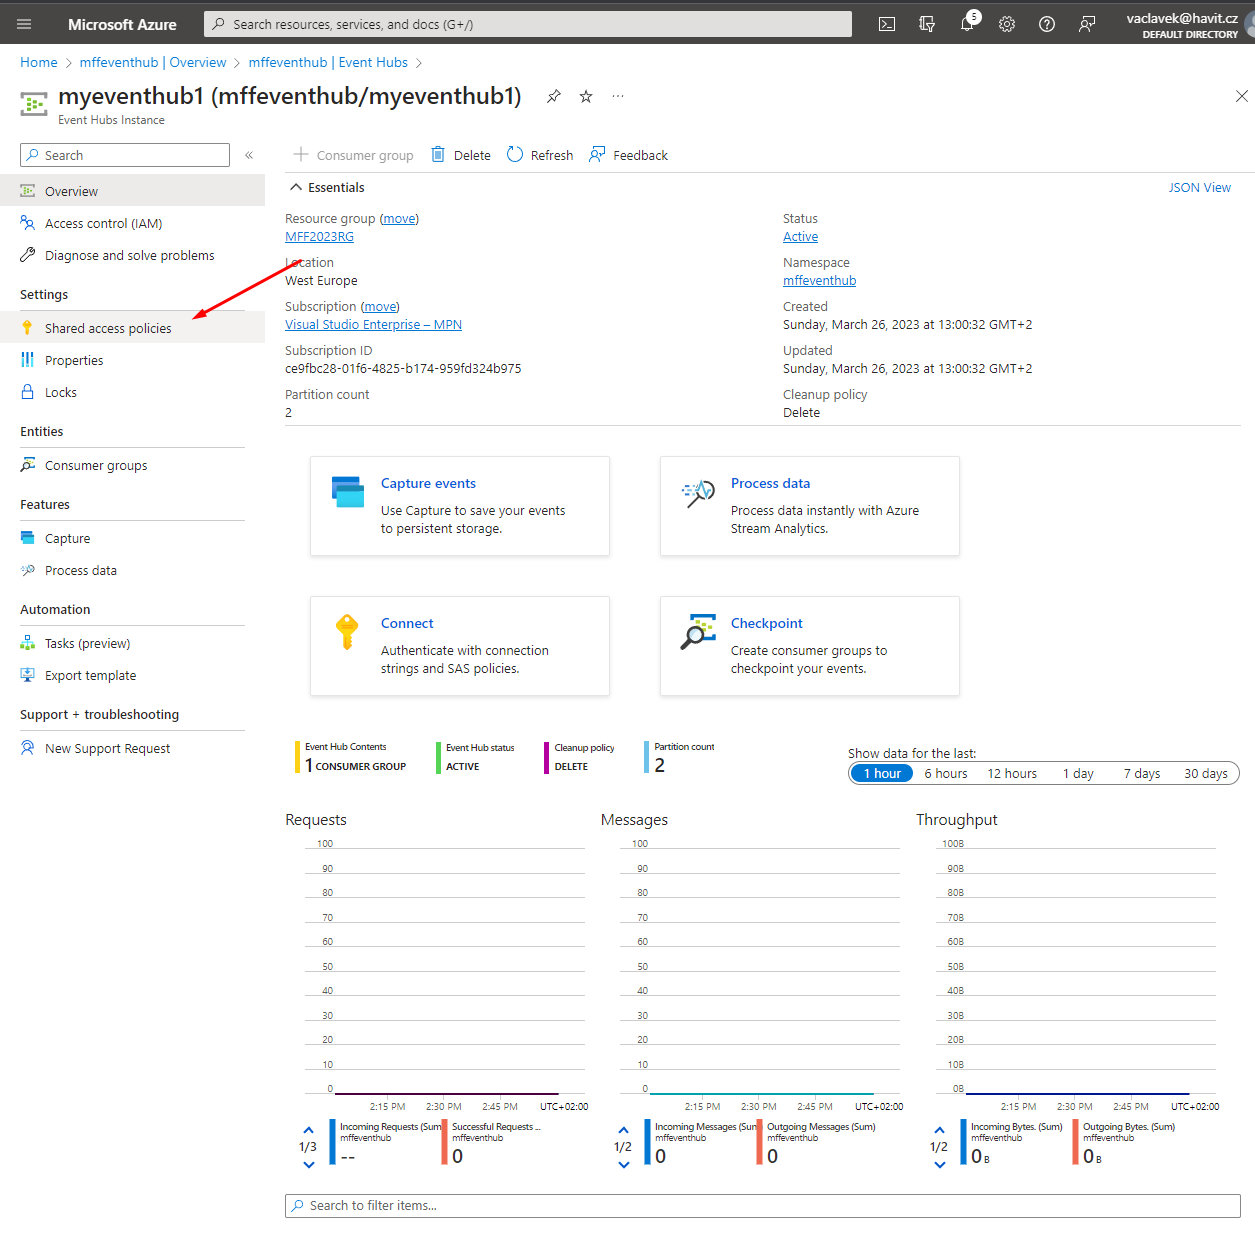 Microsoft Azure
Search resources, services, and docs (G+/)
5
vaclavek@havit.cz
DEFAULT DIRECTORY
Home > mffeventhub | Overview > mffeventhub | Event Hubs >
myeventhub1 (mffeventhub/myeventhub1)
Event Hubs Instance
Search
Overview
Access control (IAM)
Diagnose and solve problems
Settings
Shared access policies
Properties
Locks
Entities
Consumer groups
Features
Capture
Process data
Automation
Tasks (preview)
Export template
Support + troubleshooting
New Support Request
Consumer group Delete Refresh Feedback
Essentials
JSON View
Resource group (move)
MFF2023RG
Location
West Europe
Subscription (move)
Visual Studio Enterprise – MPN
Subscription ID
ce9fbc28-01f6-4825-b174-959fd324b975
Partition count
2
Status
Active
Namespace
mffeventhub
Created
Sunday, March 26, 2023 at 13:00:32 GMT+2
Updated
Sunday, March 26, 2023 at 13:00:32 GMT+2
Cleanup policy
Delete
Capture events
Use Capture to save your events
to persistent storage.
Process data
Process data instantly with Azure
Stream Analytics.
Connect
Authenticate with connection
strings and SAS policies.
Checkpoint
Create consumer groups to
checkpoint your events.
Event Hub Contents
1 CONSUMER GROUP
Event Hub status
ACTIVE
Cleanup policy
DELETE
Partition count
2
Show data for the last:
1 hour 6 hours 12 hours 1 day 7 days 30 days
Requests
100
90
80
70
60
50
40
30
20
10
0
2:15 PM 2:30 PM 2:45 PM UTC+02:00
1/3
Incoming Requests (Sum)
mffeventhub
--
Successful Requests ...
mffeventhub
0
Messages
100
90
80
70
60
50
40
30
20
10
0
2:15 PM 2:30 PM 2:45 PM UTC+02:00
1/2
Incoming Messages (Sum)
mffeventhub
0
Outgoing Messages (Sum)
mffeventhub
0
Throughput
100B
90B
80B
70B
60B
50B
40B
30B
20B
10B
0B
2:15 PM 2:30 PM 2:45 PM UTC+02:00
1/2
Incoming Bytes. (Sum)
mffeventhub
0 B
Outgoing Bytes. (Sum)
mffeventhub
0 B
Search to filter items...